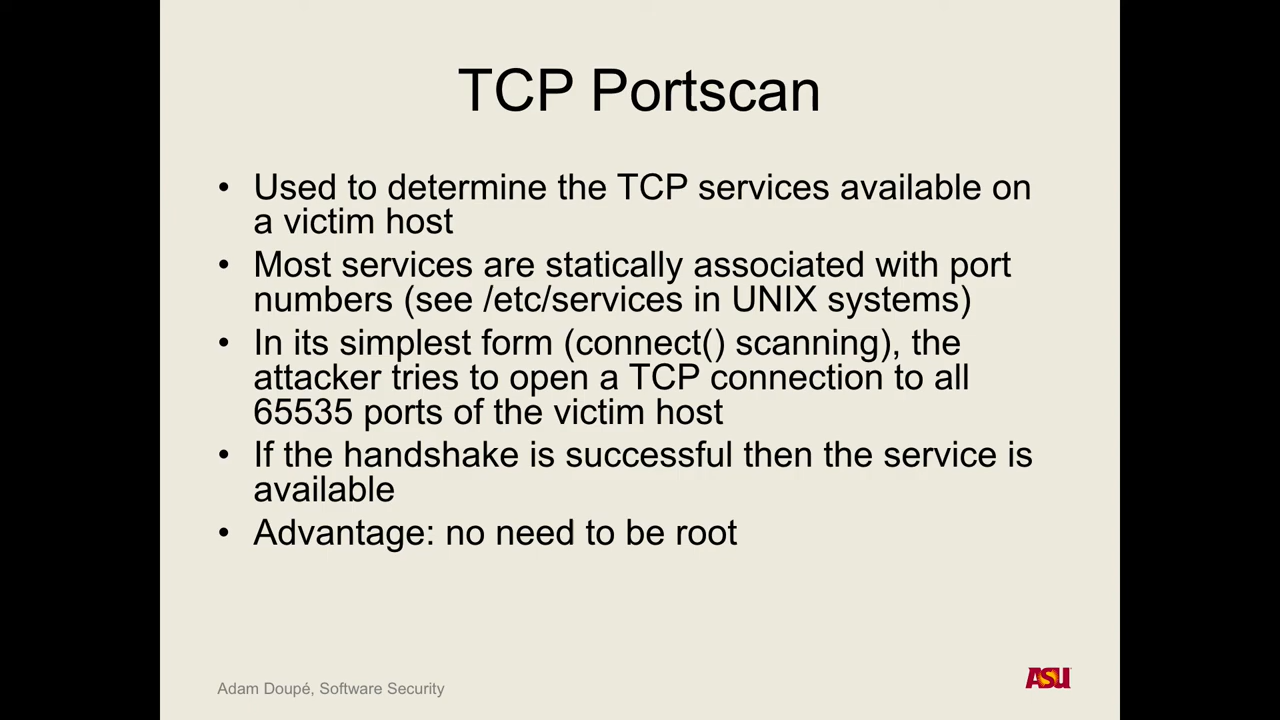 TCP Portscan
• Used to determine the TCP services available on
a victim host
• Most services are statically associated with port
numbers (see /etc/services in UNIX systems)
• In its simplest form (connect() scanning), the
attacker tries to open a TCP connection to all
65535 ports of the victim host
• If the handshake is successful then the service is
available
• Advantage: no need to be root
Adam Doupé, Software Security
ASU